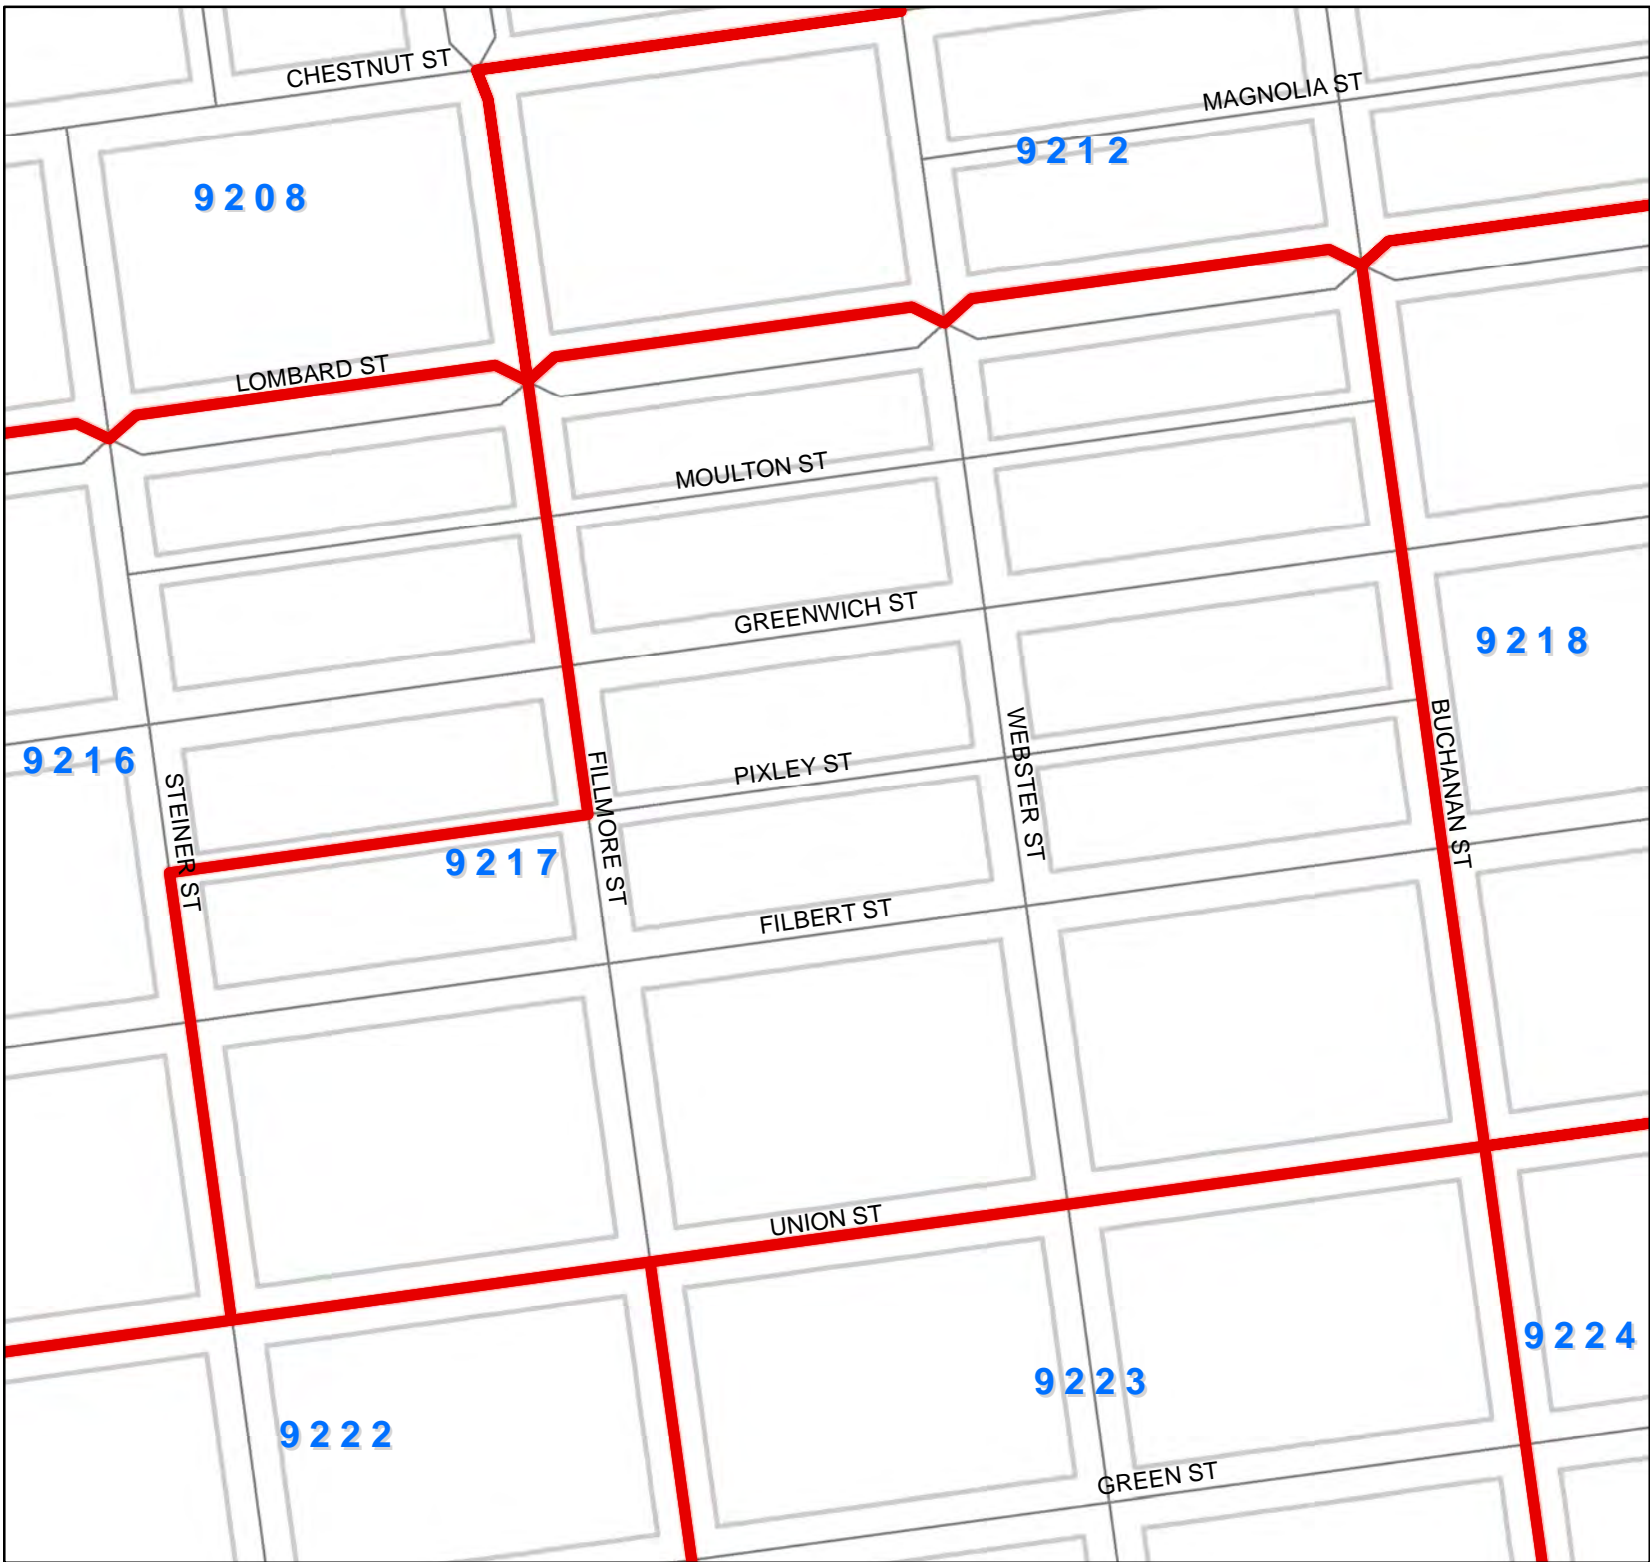 CHESTNUT ST
MAGNOLIA ST
9212
9208
LOMBARD ST
MOULTON ST
GREENWICH ST
9218
9216
STEINER ST
FILLMORE ST
PIXLEY ST
WEBSTER ST
BUCHANAN ST
9217
FILBERT ST
UNION ST
9224
9223
9222
GREEN ST